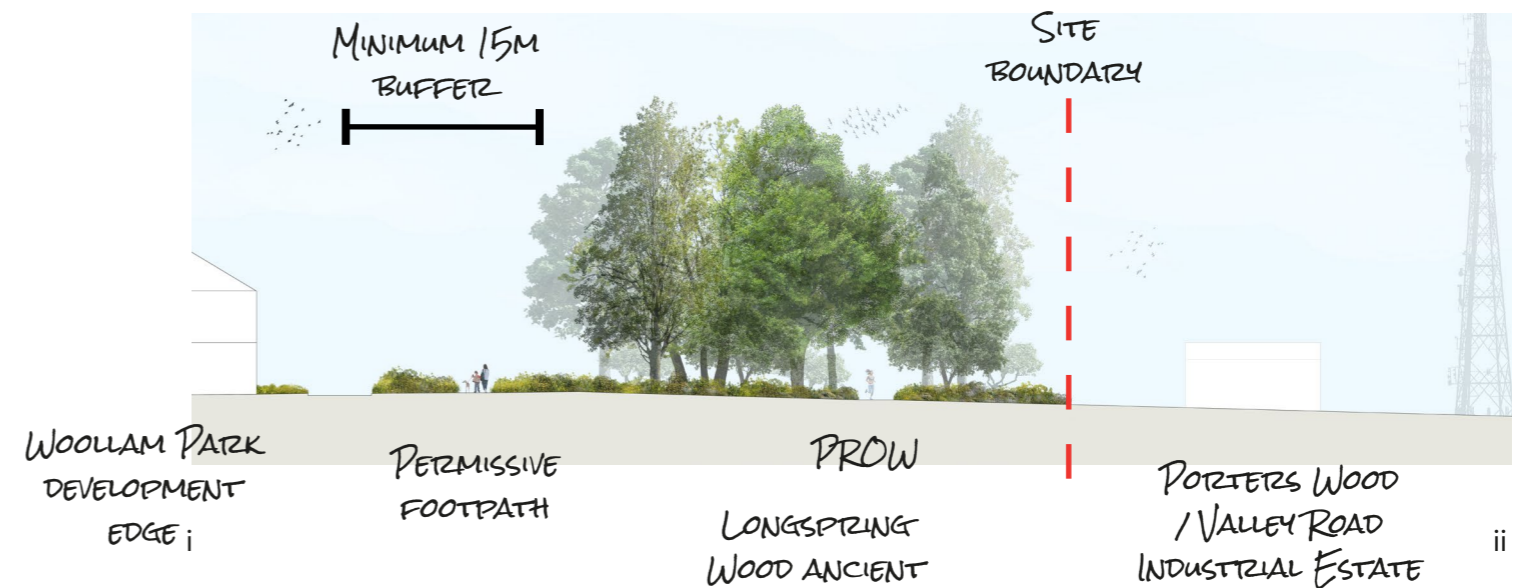 Minimum 15m
buffer
Site
boundary
Woollam Park
development
edge
i
Permissive
footpath
PROW
Longspring
Wood ancient
Porters Wood
/ Valley Road
Industrial Estate
ii